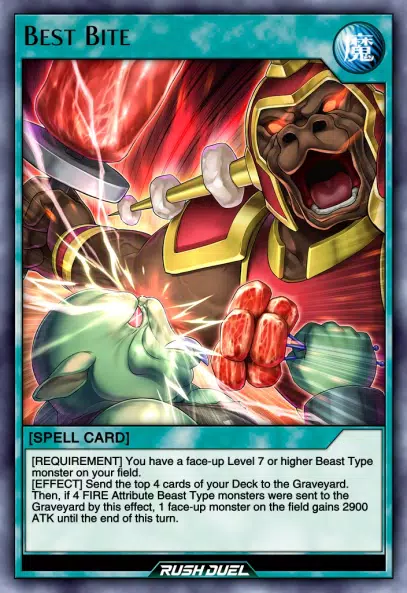 Best Bite
魔
[SPELL CARD]
[REQUIREMENT] You have a face-up Level 7 or higher Beast Type
monster on your field.
[EFFECT] Send the top 4 cards of your Deck to the Graveyard.
Then, if 4 FIRE Attribute Beast Type monsters were sent to the
Graveyard by this effect, 1 face-up monster on the field gains 2900
ATK until the end of this turn.
RUSH DUEL